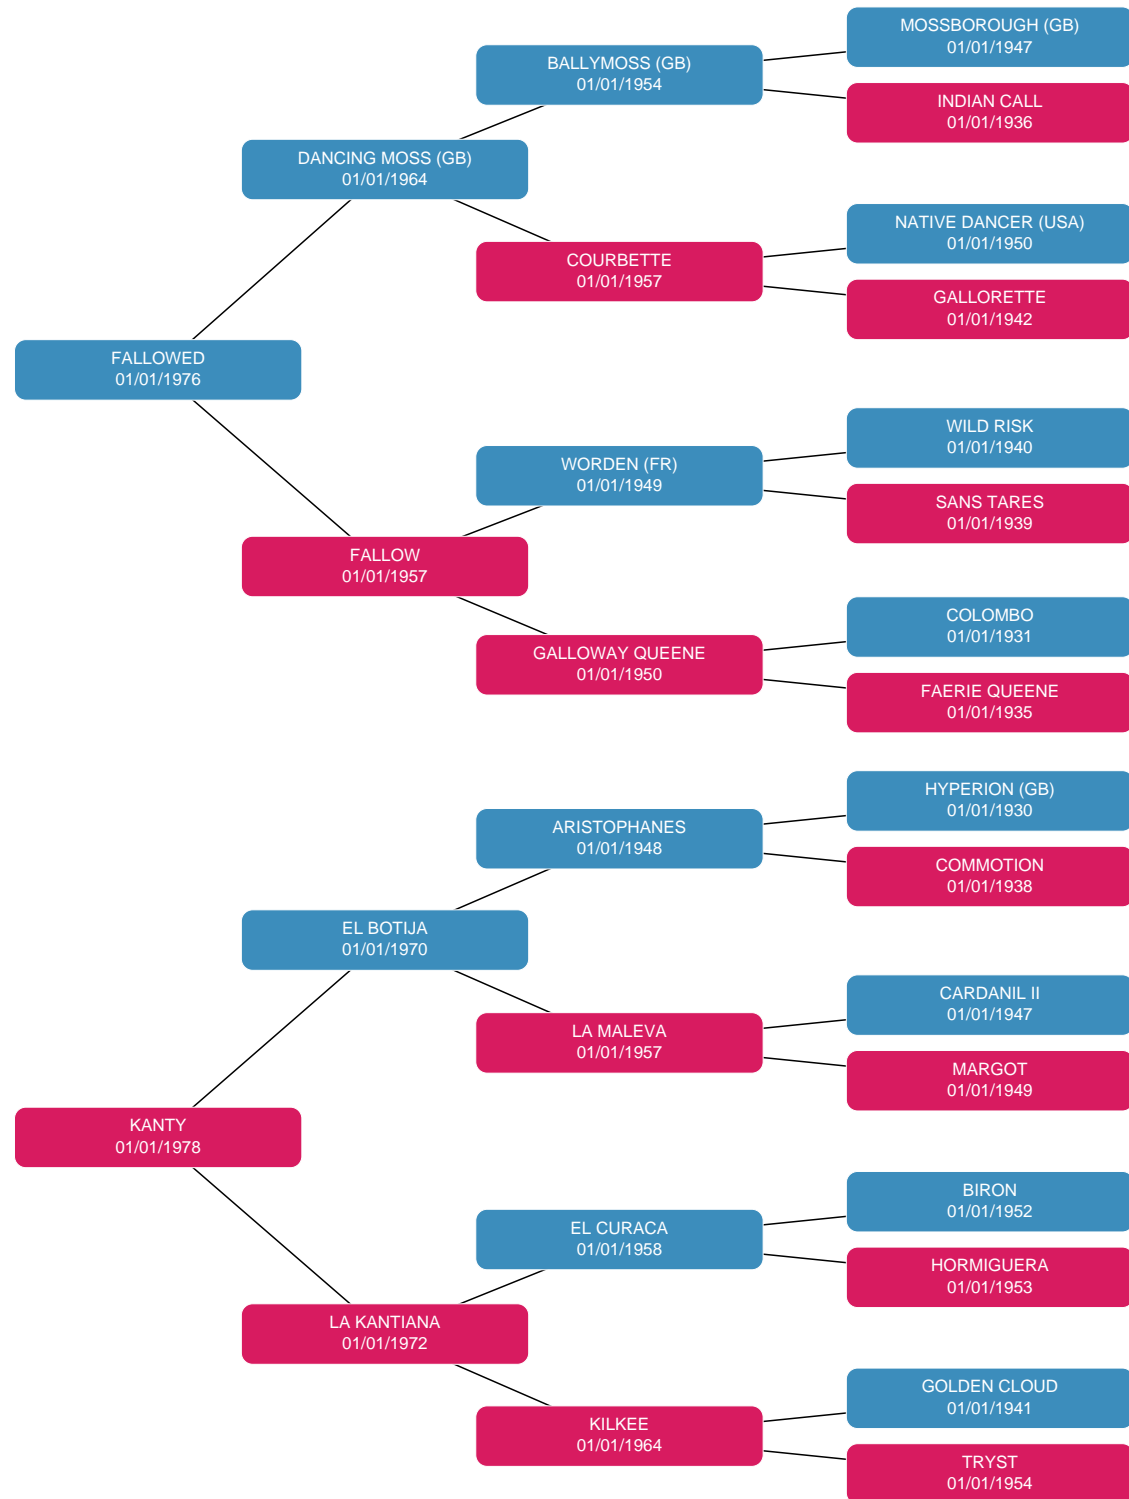 MOSSBOROUGH (GB)
01/01/1947
BALLYMOSS (GB)
01/01/1954
INDIAN CALL
01/01/1936
DANCING MOSS (GB)
01/01/1964
NATIVE DANCER (USA)
01/01/1950
COURBETTE
01/01/1957
GALLORETTE
01/01/1942
FALLOWED
01/01/1976
WILD RISK
01/01/1940
WORDEN (FR)
01/01/1949
SANS TARES
01/01/1939
FALLOW
01/01/1957
COLOMBO
01/01/1931
GALLOWAY QUEENE
01/01/1950
FAERIE QUEENE
01/01/1935
HYPERION (GB)
01/01/1930
ARISTOPHANES
01/01/1948
COMMOTION
01/01/1938
EL BOTIJA
01/01/1970
CARDANIL II
01/01/1947
LA MALEVA
01/01/1957
MARGOT
01/01/1949
KANTY
01/01/1978
BIRON
01/01/1952
EL CURACA
01/01/1958
HORMIGUERA
01/01/1953
LA KANTIANA
01/01/1972
GOLDEN CLOUD
01/01/1941
KILKEE
01/01/1964
TRYST
01/01/1954